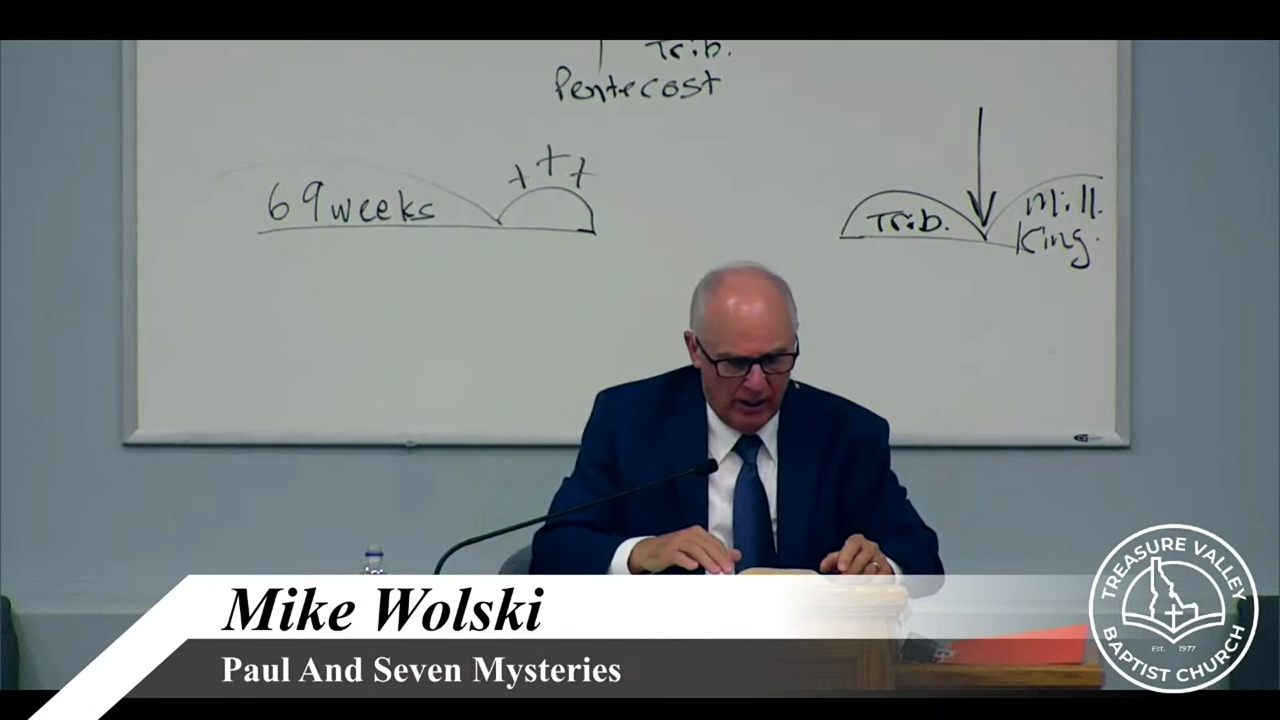 Trib.
Pentecost
69 weeks
Trib.
Mill.
King.
Mike Wolski
Paul And Seven Mysteries
TREASURE VALLEY
BAPTIST CHURCH
Est. 1977